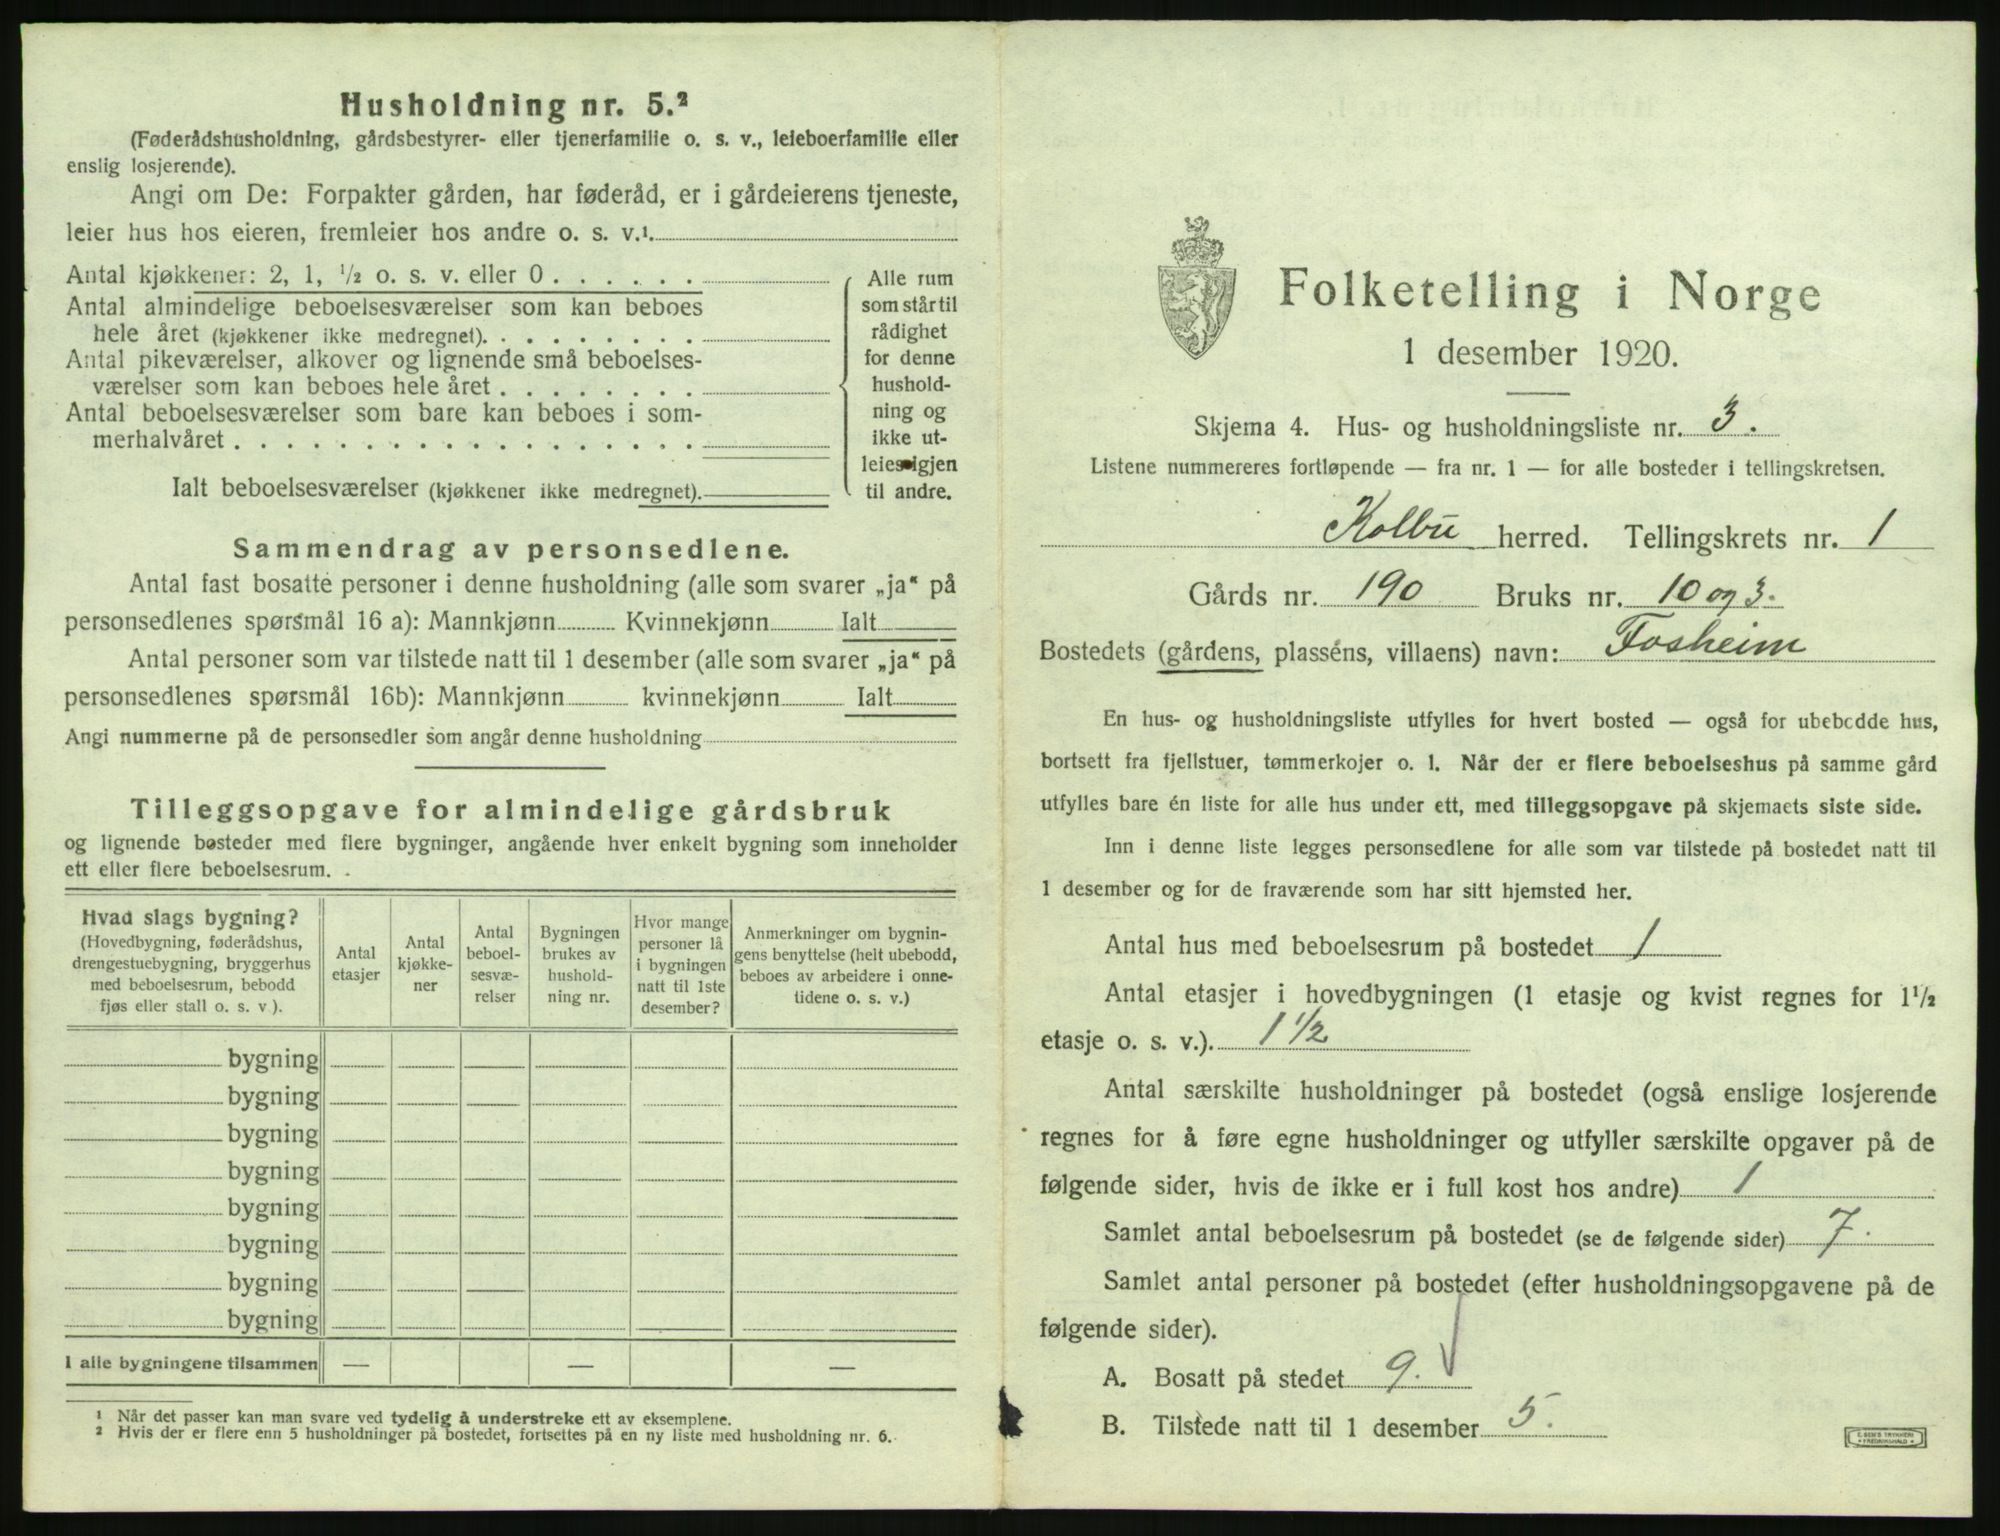 Husholdning nr. 5.²
(Føderådshusholdning, gårdsbestyrer- eller tjenerfamilie o. s. v., leieboerfamilie eller
enslig losjerende).
Angi om De: Forpakter gården, har føderåd, er i gårdeierens tjeneste,
leier hus hos eieren, fremleier hos andre o. s. v.¹
Antal kjøkkener: 2, 1, ½ o. s. v. eller 0 . . . . . .
Antal almindelige beboelsesværelser som kan beboes
hele året (kjøkkener ikke medregnet). . . . . . . . .
Antal pikeværelser, alkover og lignende små beboelses-
værelser som kan beboes hele året . . . . . . . .
Antal beboelsesværelser som bare kan beboes i som-
merhalvåret . . . . . . . . . . . . . . . . . .
Ialt beboelsesværelser (kjøkkener ikke medregnet).
Alle rum
som står til
rådighet
for denne
hushold-
ning og
ikke ut-
leies igjen
til andre.
Sammendrag av personsedlene.
Antal fast bosatte personer i denne husholdning (alle som svarer „ja“ på
personsedlenes spørsmål 16 a): Mannkjønn Kvinnekjønn Ialt
Antal personer som var tilstede natt til 1 desember (alle som svarer „ja“ på
personsedlenes spørsmål 16b): Mannkjønn kvinnekjønn Ialt
Angi nummerne på de personsedler som angår denne husholdning
Tilleggsopgave for almindelige gårdsbruk
og lignende bosteder med flere bygninger, angående hver enkelt bygning som inneholder
ett eller flere beboelsesrum.
Hvad slags bygning?
(Hovedbygning, føderådshus,
drengestuebygning, bryggerhus
med beboelsesrum, bebodd
fjøs eller stall o. s. v ).
Antal
etasjer
Antal
kjøkke-
ner
Antal
beboel-
sesvæ-
relser
Bygningen
brukes av
hushold-
ning nr.
Hvor mange
personer lå
i bygningen
natt til 1ste
desember?
Anmerkninger om bygnin-
gens benyttelse (helt ubebodd,
beboes av arbeidere i onne-
tidene o. s. v.)
bygning
bygning
bygning
bygning
bygning
bygning
bygning
bygning
I alle bygningene tilsammen — — —
¹ Når det passer kan man svare ved tydelig å understreke ett av eksemplene.
² Hvis der er flere enn 5 husholdninger på bostedet, fortsettes på en ny liste med husholdning nr. 6.
Folketelling i Norge
1 desember 1920.
Skjema 4. Hus- og husholdningsliste nr. 3.
Listene nummereres fortløpende — fra nr. 1 — for alle bosteder i tellingskretsen.
Kolbu herred. Tellingskrets nr. 1
Gårds nr. 190 Bruks nr. 10 og 3.
Bostedets (gårdens, plassens, villaens) navn: Fosheim
En hus- og husholdningsliste utfylles for hvert bosted — også for ubebodde hus,
bortsett fra fjellstuer, tømmerkojer o. l. Når der er flere beboelseshus på samme gård
utfylles bare én liste for alle hus under ett, med tilleggsopgave på skjemaets siste side.
Inn i denne liste legges personsedlene for alle som var tilstede på bostedet natt til
1 desember og for de fraværende som har sitt hjemsted her.
Antal hus med beboelsesrum på bostedet 1
Antal etasjer i hovedbygningen (1 etasje og kvist regnes for 1½
etasje o. s. v.). 1 ½
Antal særskilte husholdninger på bostedet (også enslige losjerende
regnes for å føre egne husholdninger og utfyller særskilte opgaver på de
følgende sider, hvis de ikke er i full kost hos andre) 1
Samlet antal beboelsesrum på bostedet (se de følgende sider) 7.
Samlet antal personer på bostedet (efter husholdningsopgavene på de
følgende sider).
A. Bosatt på stedet 9.
B. Tilstede natt til 1 desember 5.